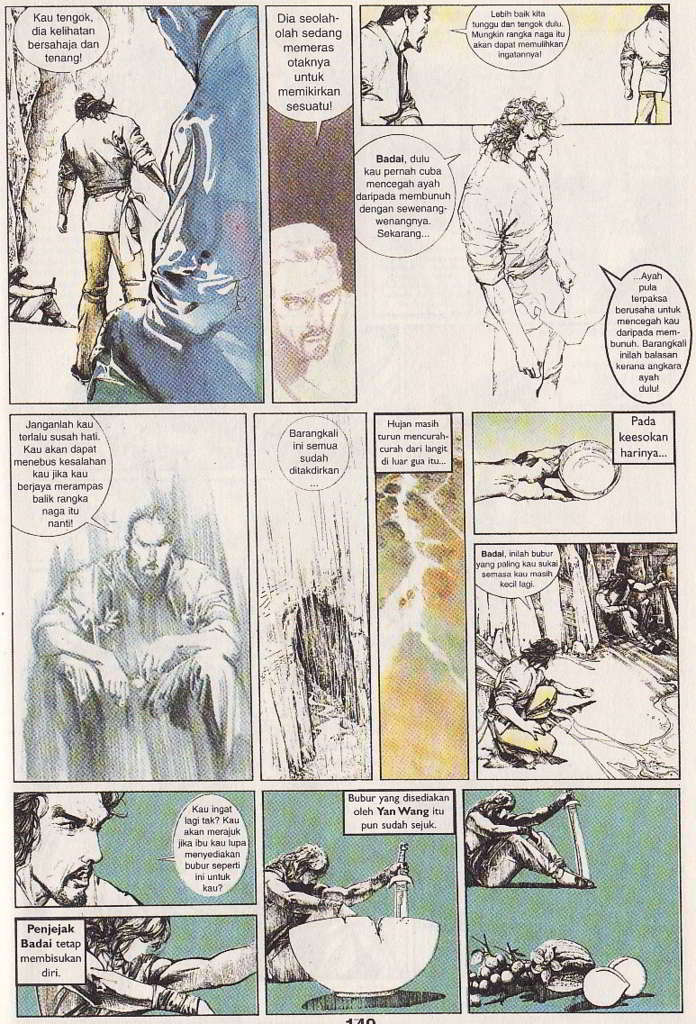 Kau tengok,
dia kelihatan
bersahaja dan
tenang!
Dia seolah-
olah sedang
memeras
otaknya
untuk
memikirkan
sesuatu!
Lebih baik kita
tunggu dan tengok dulu.
Mungkin rangka naga itu
akan dapat memulihkan
ingatannya!
Badai, dulu
kau pernah cuba
mencegah ayah
daripada membunuh
dengan sewenang-
wenangnya.
Sekarang...
...Ayah
pula
terpaksa
berusaha untuk
mencegah kau
daripada mem-
bunuh. Barangkali
inilah balasan
kerana angkara
ayah
dulu!
Janganlah kau
terlalu susah hati.
Kau akan dapat
menebus kesalahan
kau jika kau
berjaya merampas
balik rangka
naga itu
nanti!
Barangkali
ini semua
sudah
ditakdirkan
...
Hujan masih
turun mencurah-
curah dari langit
di luar gua itu...
Pada
keesokan
harinya...
Badai, inilah bubur
yang paling kau sukai
semasa kau masih
kecil lagi.
Kau ingat
lagi tak? Kau
akan merajuk
jika ibu kau lupa
menyediakan
bubur seperti
ini untuk
kau?
Penjejak
Badai tetap
membisukan
diri.
Bubur yang disediakan
oleh Yan Wang itu
pun sudah sejuk.
149